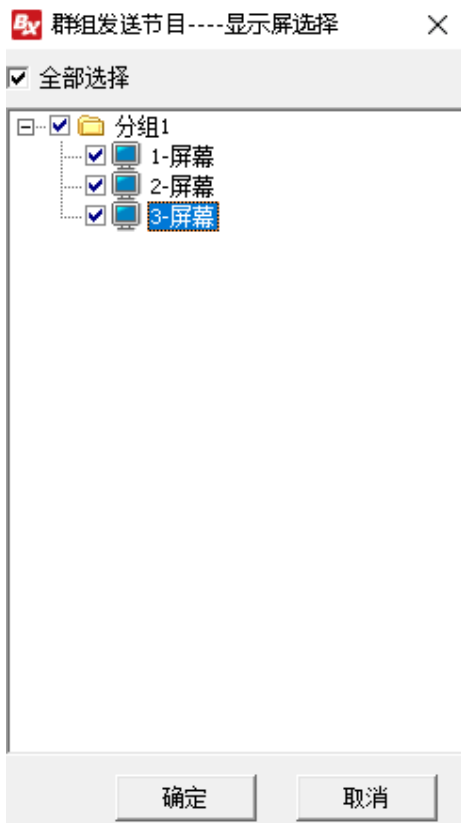 BX 群组发送节目----显示屏选择
全部选择
分组1
1-屏幕
2-屏幕
3-屏幕
确定
取消